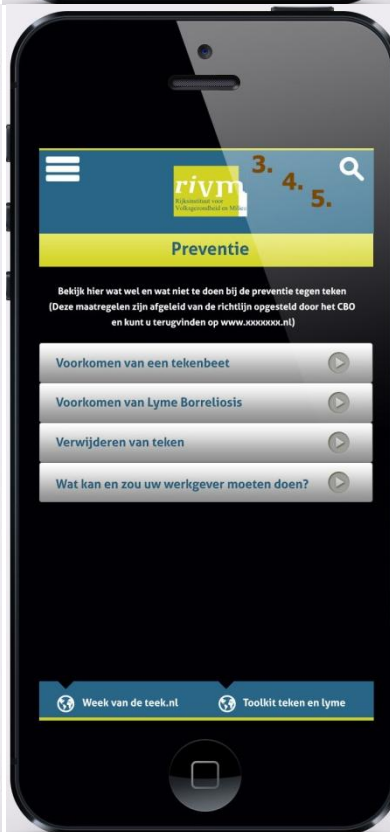 3.
4.
5.
rivm
Rijksinstituut voor
Volksgezondheid en Milieu
Preventie
Bekijk hier wat wel en wat niet te doen bij de preventie tegen teken
(Deze maatregelen zijn afgeleid van de richtlijn opgesteld door het CBO
en kunt u terugvinden op www.xxxxxxx.nl)
Voorkomen van een tekenbeet
Voorkomen van Lyme Borreliosis
Verwijderen van teken
Wat kan en zou uw werkgever moeten doen?
Week van de teek.nl
Toolkit teken en lyme